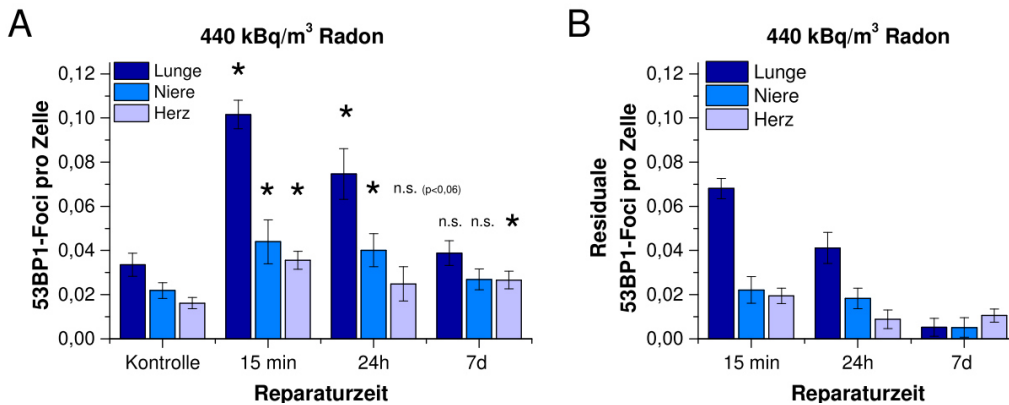 A
440 kBq/m³ Radon
53BP1-Foci pro Zelle
0,12
0,10
0,08
0,06
0,04
0,02
0,00
Lunge
Niere
Herz
*
*
*
*
*
n.s. (p<0,06)
n.s. n.s. *
Kontrolle 15 min 24h 7d
Reparaturzeit
B
440 kBq/m³ Radon
Residuale
53BP1-Foci pro Zelle
0,12
0,10
0,08
0,06
0,04
0,02
0,00
Lunge
Niere
Herz
15 min 24h 7d
Reparaturzeit